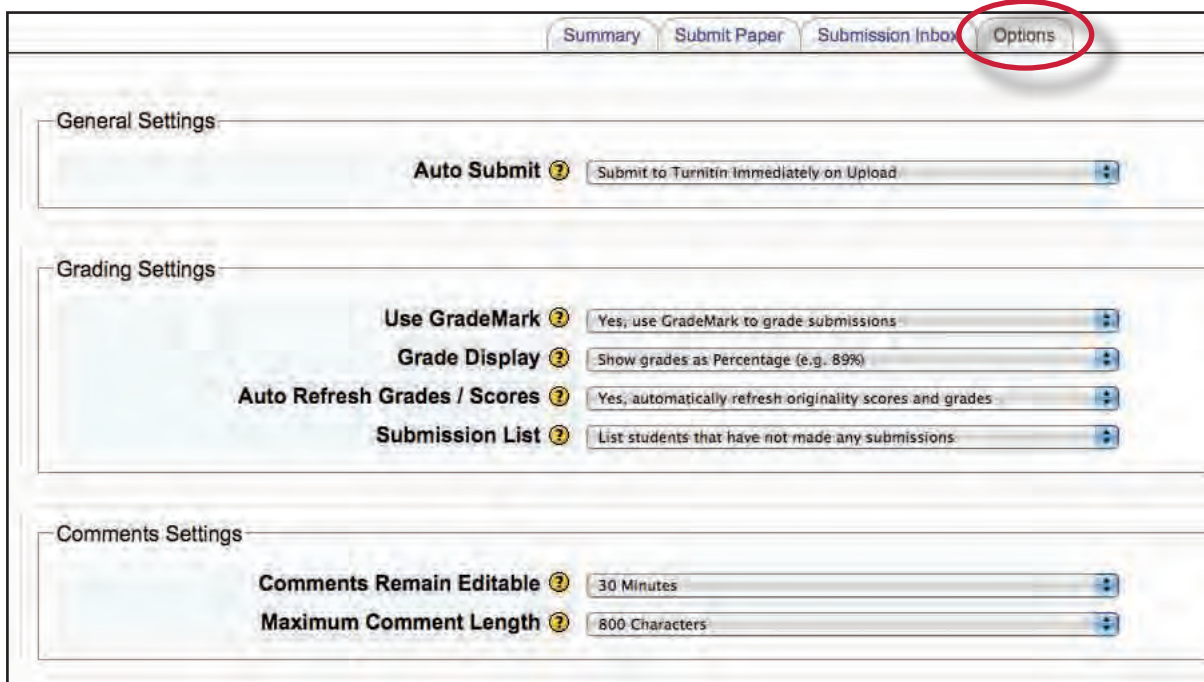 Summary Submit Paper Submission Inbox Options
General Settings
Auto Submit ? Submit to Turnitin Immediately on Upload
Grading Settings
Use GradeMark ? Yes, use GradeMark to grade submissions
Grade Display ? Show grades as Percentage (e.g. 89%)
Auto Refresh Grades / Scores ? Yes, automatically refresh originality scores and grades
Submission List ? List students that have not made any submissions
Comments Settings
Comments Remain Editable ? 30 Minutes
Maximum Comment Length ? 800 Characters